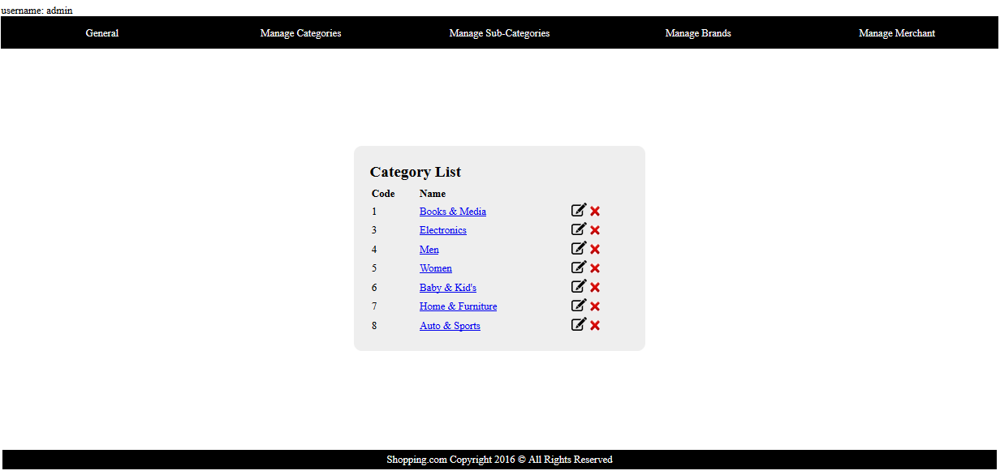 username: admin
General Manage Categories Manage Sub-Categories Manage Brands Manage Merchant
Category List
Code Name
1 Books & Media
3 Electronics
4 Men
5 Women
6 Baby & Kid's
7 Home & Furniture
8 Auto & Sports
Shopping.com Copyright 2016 © All Rights Reserved